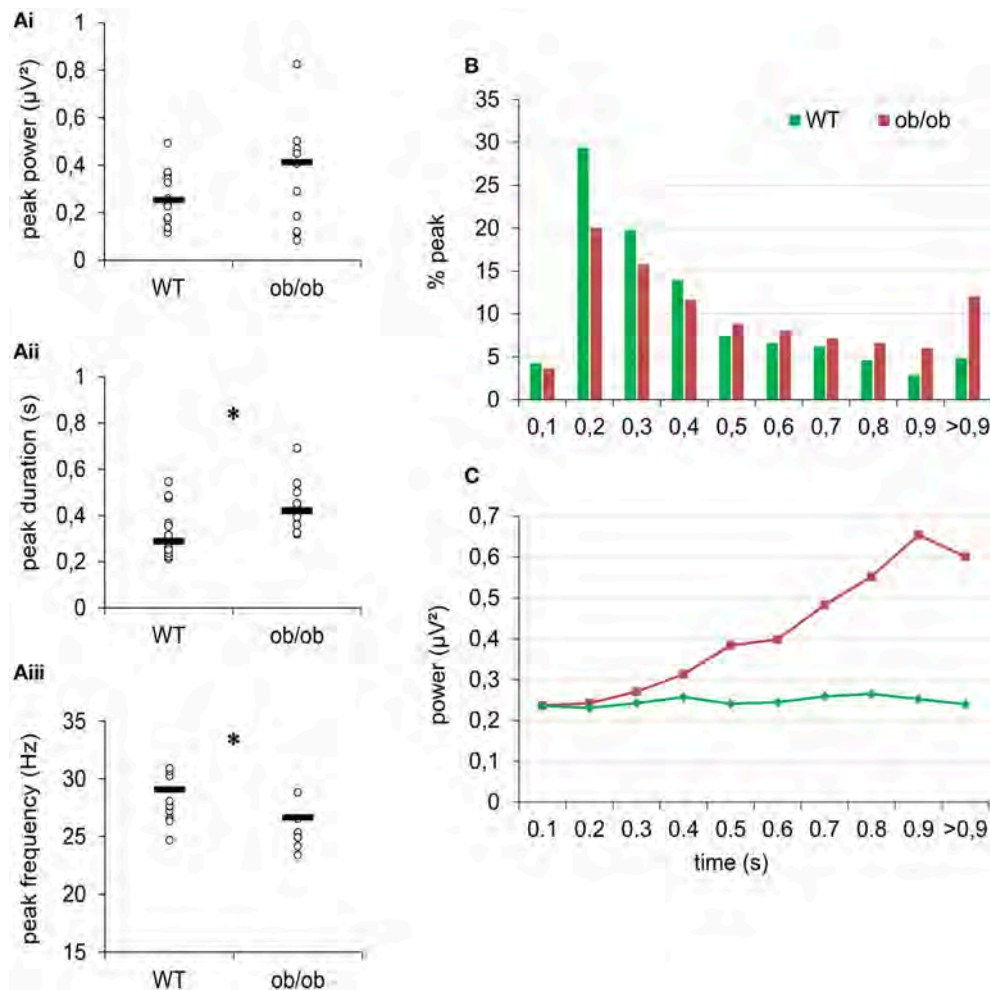 Ai
peak power (µV²)
1
0,8
0,6
0,4
0,2
0
WT ob/ob
Aii
peak duration (s)
1
0,8
0,6
0,4
0,2
0
*
WT ob/ob
Aiii
peak frequency (Hz)
35
30
25
20
15
*
WT ob/ob
B
% peak
35
30
25
20
15
10
5
0
WT ob/ob
0,1 0,2 0,3 0,4 0,5 0,6 0,7 0,8 0,9 >0,9
C
power (µV²)
0,7
0,6
0,5
0,4
0,3
0,2
0,1
0
0.1 0.2 0.3 0.4 0.5 0.6 0.7 0.8 0.9 >0,9
time (s)